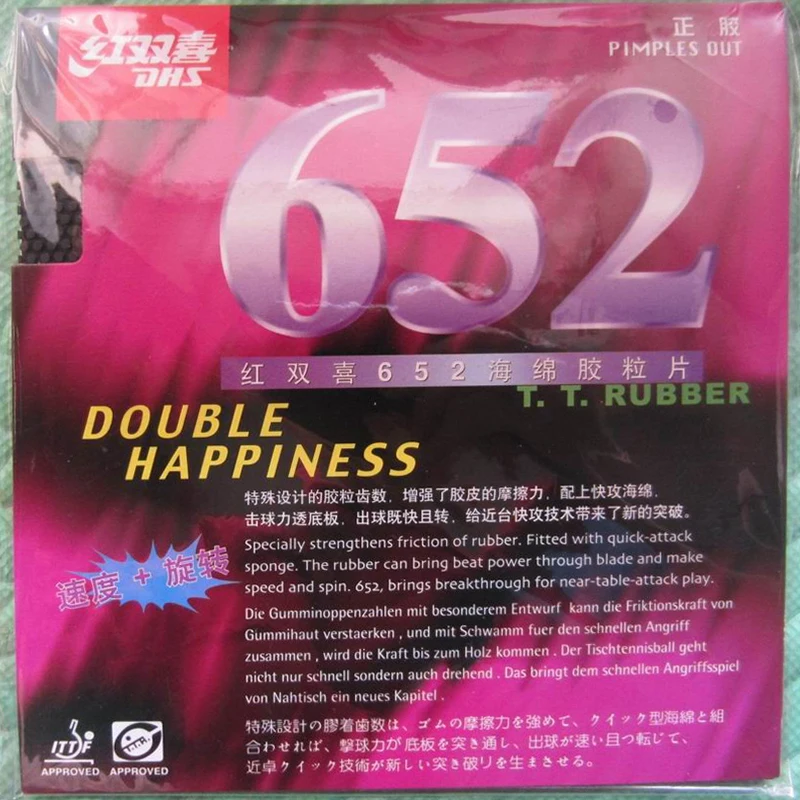 红双喜
DHS
正 胶
PIMPLES OUT
652
红双喜652海绵胶粒片
T. T. RUBBER
DOUBLE
HAPPINESS
特殊设计的胶粒齿数，增强了胶皮的摩擦力，配上快攻海绵，
击球力透底板，出球既快且转，给近台快攻技术带来了新的突破。
Specially strengthens friction of rubber. Fitted with quick-attack
sponge. The rubber can bring beat power through blade and make
speed and spin. 652, brings breakthrough for near-table-attack play.
速度 + 旋转
Die Gumminoppenzahlen mit besonderem Entwurf kann die Friktionskraft von
Gummihaut verstaerken , und mit Schwamm fuer den schnellen Angriff
zusammen , wird die Kraft bis zum Holz kommen . Der Tischtennisball geht
nicht nur schnell sondern auch drehend . Das bringt dem schnellen Angriffsspiel
von Nahtisch ein neues Kapitel .
特殊設計の膠着歯数は、ゴムの摩擦力を強めて、クイック型海綿と組
合わせれば、撃球力が底板を突き通し、出球が速い且つ転じて、
近卓クイック技術が新しい突き破りを生まさせる。
ITTF
APPROVED
APPROVED